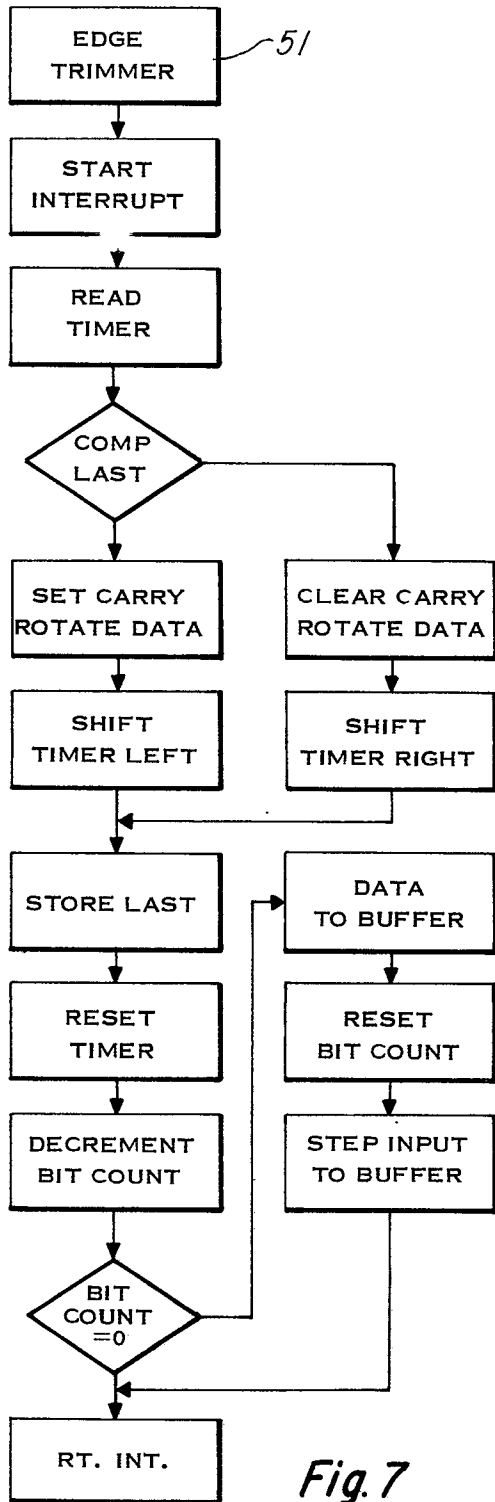 EDGE
TRIMMER
51
START
INTERRUPT
READ
TIMER
COMP
LAST
SET CARRY
ROTATE DATA
CLEAR CARRY
ROTATE DATA
SHIFT
TIMER LEFT
SHIFT
TIMER RIGHT
STORE LAST
DATA
TO BUFFER
RESET
TIMER
RESET
BIT COUNT
DECREMENT
BIT COUNT
STEP INPUT
TO BUFFER
BIT
COUNT
=0
RT. INT.
Fig. 7